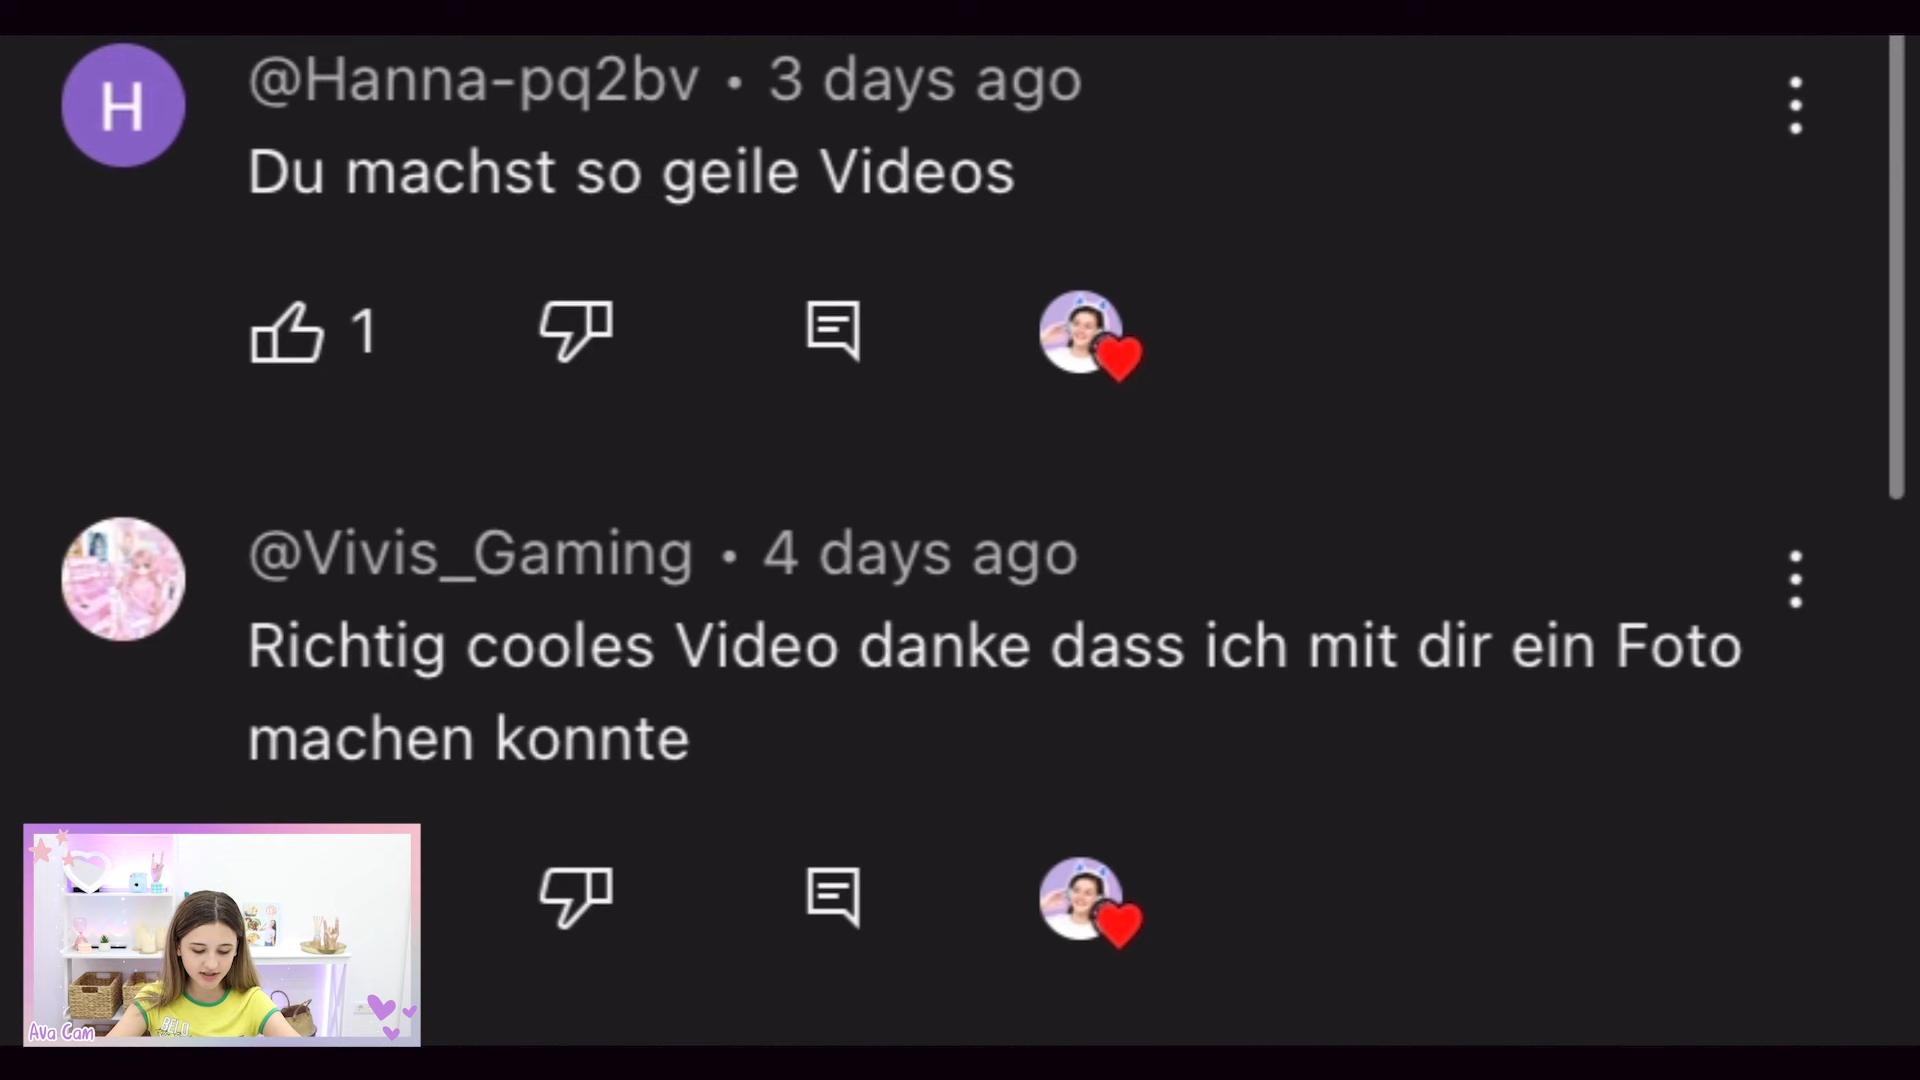 H
@Hanna-pq2bv • 3 days ago
Du machst so geile Videos
1
@Vivis_Gaming • 4 days ago
Richtig cooles Video danke dass ich mit dir ein Foto
machen konnte
BELO
Ava Cam